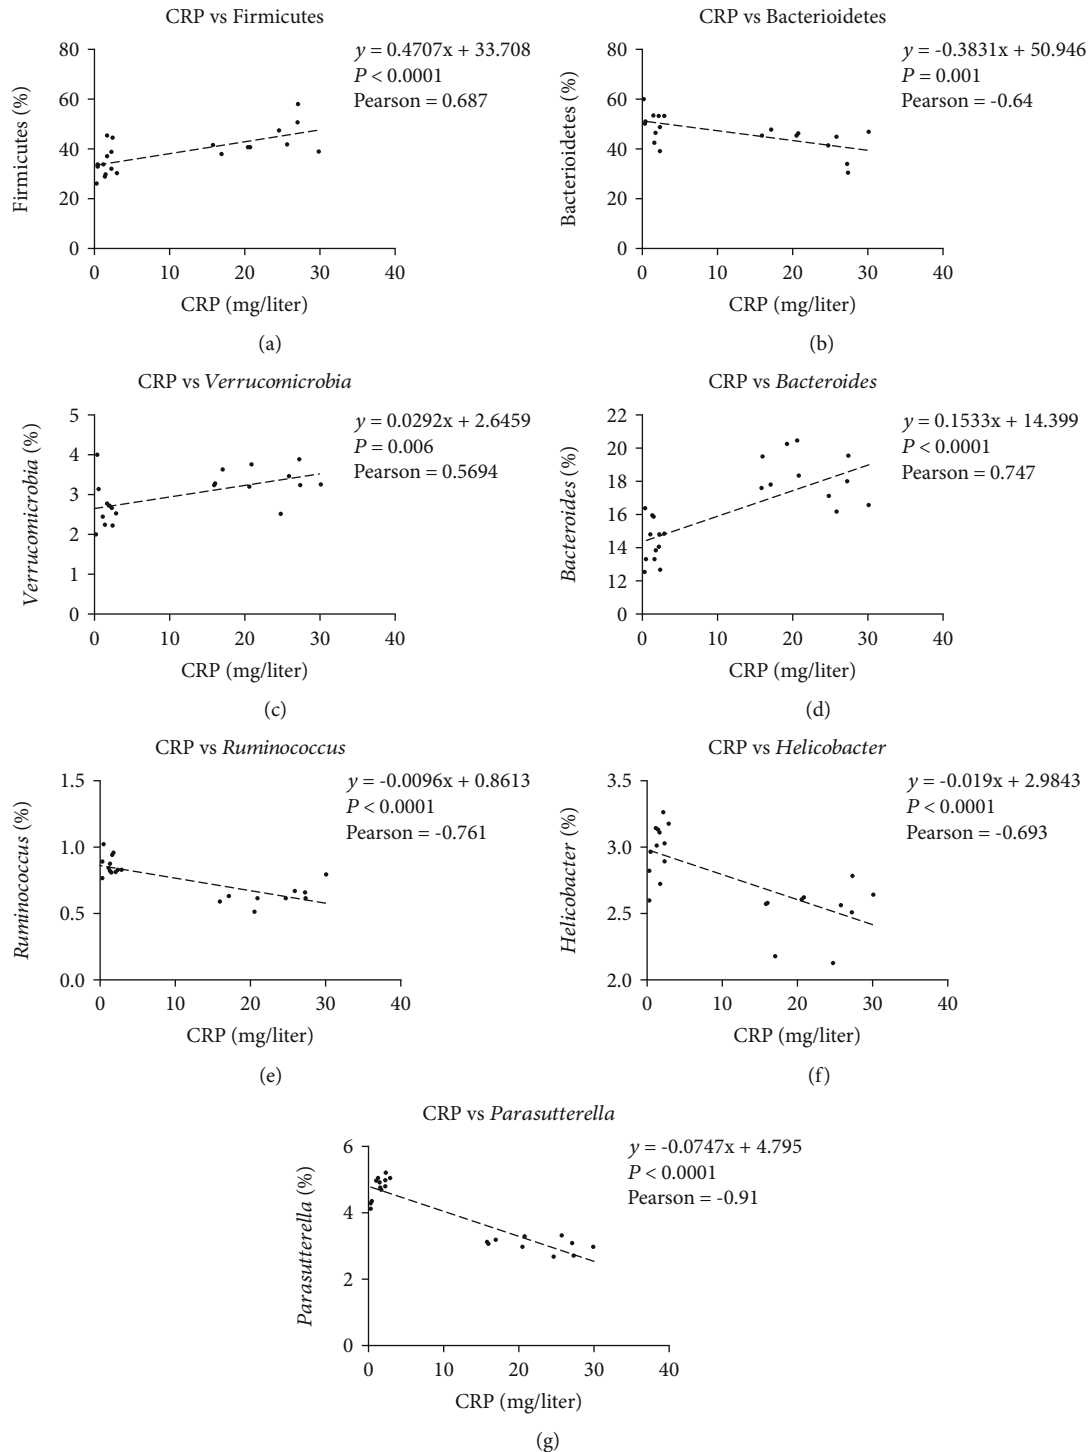 CRP vs Firmicutes
y = 0.4707x + 33.708
P < 0.0001
Pearson = 0.687
Firmicutes (%)
80
60
40
20
0
0 10 20 30 40
CRP (mg/liter)
(a)
CRP vs Bacterioidetes
y = -0.3831x + 50.946
P = 0.001
Pearson = -0.64
Bacterioidetes (%)
80
60
40
20
0
0 10 20 30 40
CRP (mg/liter)
(b)
CRP vs Verrucomicrobia
y = 0.0292x + 2.6459
P = 0.006
Pearson = 0.5694
Verrucomicrobia (%)
5
4
3
2
1
0
0 10 20 30 40
CRP (mg/liter)
(c)
CRP vs Bacteroides
y = 0.1533x + 14.399
P < 0.0001
Pearson = 0.747
Bacteroides (%)
22
20
18
16
14
12
0
0 10 20 30 40
CRP (mg/liter)
(d)
CRP vs Ruminococcus
y = -0.0096x + 0.8613
P < 0.0001
Pearson = -0.761
Ruminococcus (%)
1.5
1.0
0.5
0.0
0 10 20 30 40
CRP (mg/liter)
(e)
CRP vs Helicobacter
y = -0.019x + 2.9843
P < 0.0001
Pearson = -0.693
Helicobacter (%)
3.5
3.0
2.5
2.0
0 10 20 30 40
CRP (mg/liter)
(f)
CRP vs Parasutterella
y = -0.0747x + 4.795
P < 0.0001
Pearson = -0.91
Parasutterella (%)
6
4
2
0
0 10 20 30 40
CRP (mg/liter)
(g)